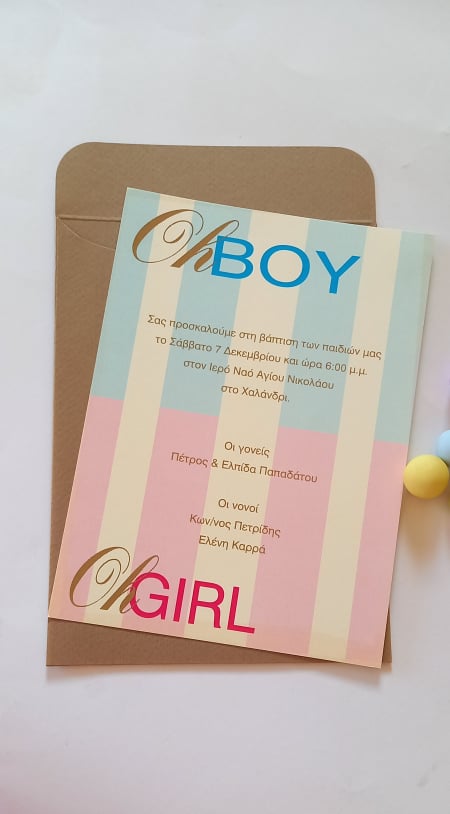 Oh BOY
Σας προσκαλούμε στη βάπτιση των παιδιών μας
το Σάββατο 7 Δεκεμβρίου και ώρα 6:00 μ.μ.
στον Ιερό Ναό Αγίου Νικολάου
στο Χαλάνδρι.
Οι γονείς
Πέτρος & Ελπίδα Παπαδάτου
Οι νονοί
Κων/νος Πετρίδης
Ελένη Καρρά
Oh GIRL